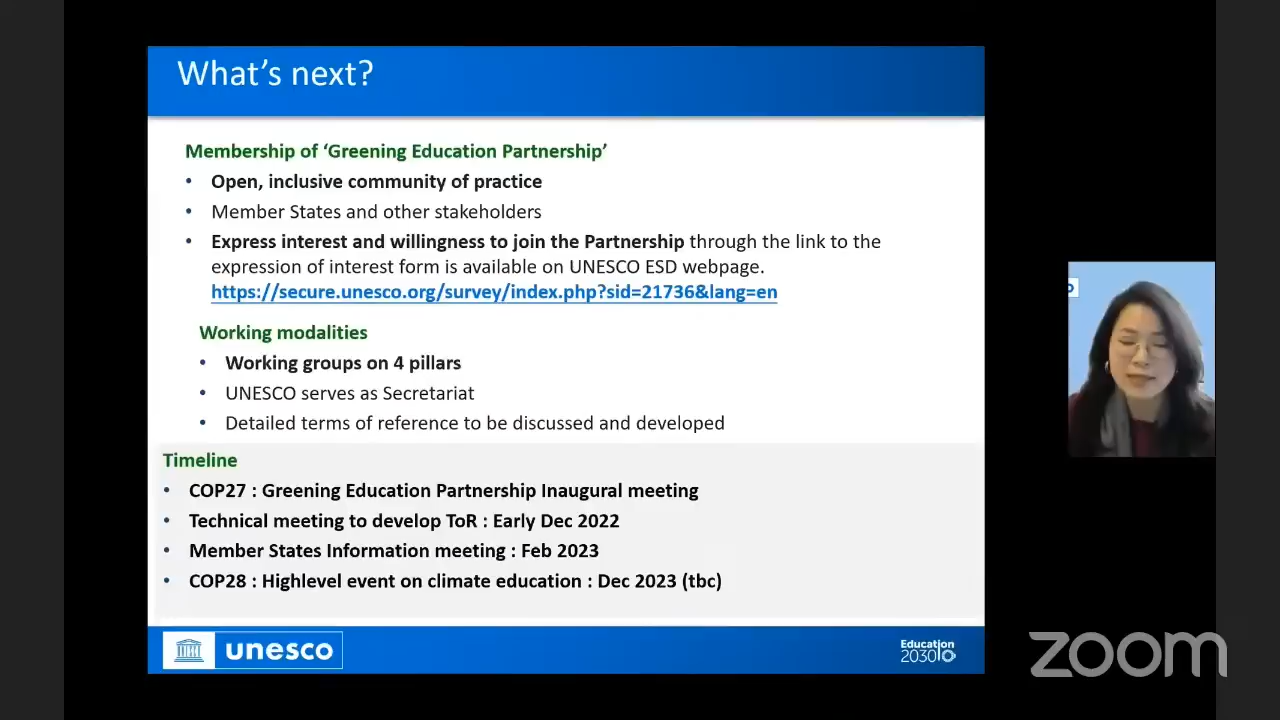 What's next?
Membership of ‘Greening Education Partnership’
• Open, inclusive community of practice
• Member States and other stakeholders
• Express interest and willingness to join the Partnership through the link to the
expression of interest form is available on UNESCO ESD webpage.
https://secure.unesco.org/survey/index.php?sid=21736&lang=en
Working modalities
• Working groups on 4 pillars
• UNESCO serves as Secretariat
• Detailed terms of reference to be discussed and developed
Timeline
• COP27 : Greening Education Partnership Inaugural meeting
• Technical meeting to develop ToR : Early Dec 2022
• Member States Information meeting : Feb 2023
• COP28 : Highlevel event on climate education : Dec 2023 (tbc)
unesco
Education
2030
zoom